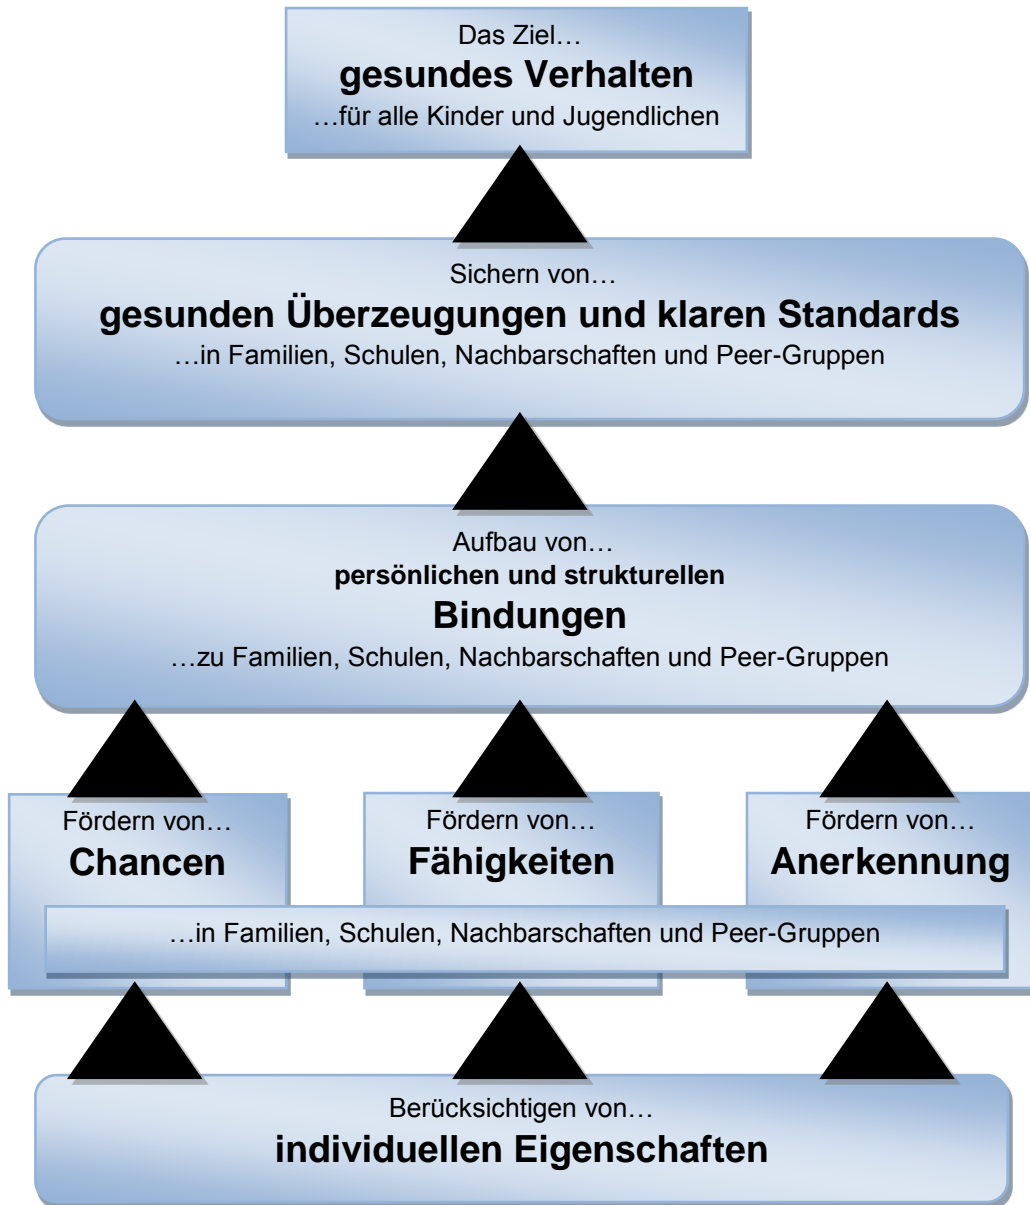 Das Ziel…
gesundes Verhalten
…für alle Kinder und Jugendlichen
Sichern von…
gesunden Überzeugungen und klaren Standards
…in Familien, Schulen, Nachbarschaften und Peer-Gruppen
Aufbau von…
persönlichen und strukturellen
Bindungen
…zu Familien, Schulen, Nachbarschaften und Peer-Gruppen
Fördern von…
Chancen
Fördern von…
Fähigkeiten
Fördern von…
Anerkennung
…in Familien, Schulen, Nachbarschaften und Peer-Gruppen
Berücksichtigen von…
individuellen Eigenschaften